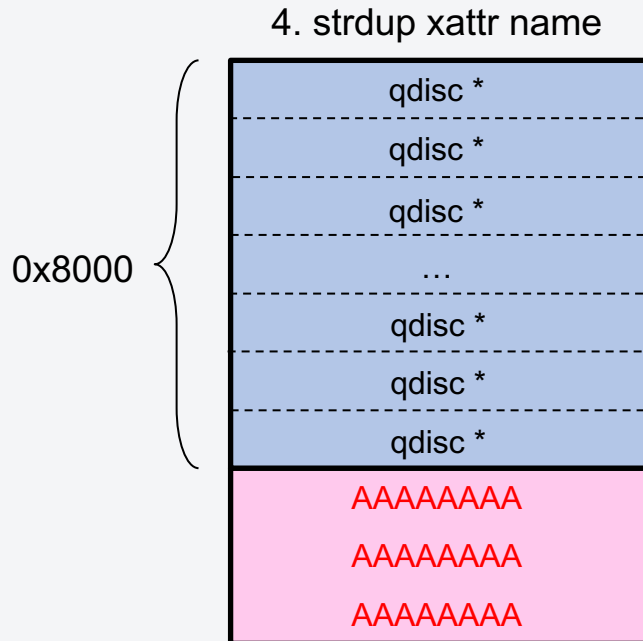 4. strdup xattr name
qdisc *
qdisc *
qdisc *
0x8000
...
qdisc *
qdisc *
qdisc *
AAAAAAAA
AAAAAAAA
AAAAAAAA